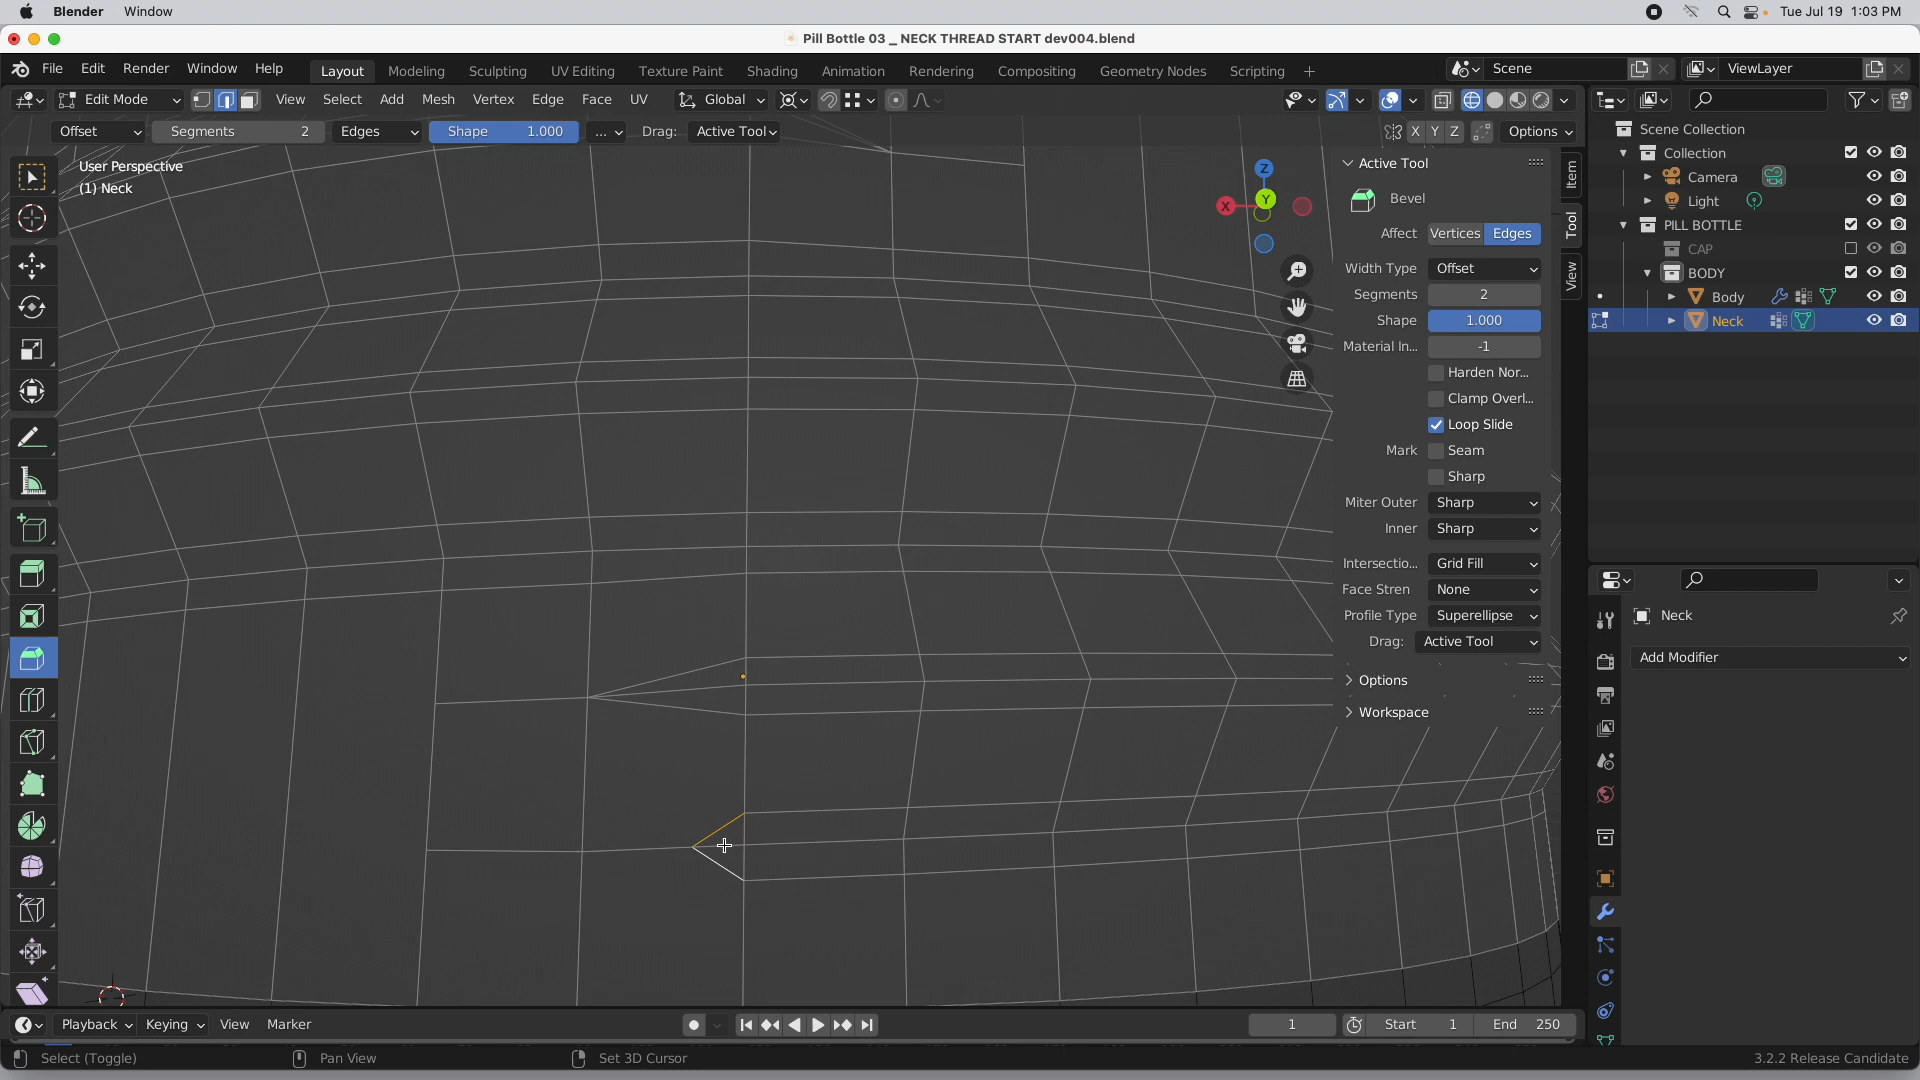 Blender Window Tue Jul 19 1:03 PM
Pill Bottle 03 _ NECK THREAD START dev004.blend
File Edit Render Window Help Layout Modeling Sculpting UV Editing Texture Paint Shading Animation Rendering Compositing Geometry Nodes Scripting + Scene ViewLayer
Edit Mode View Select Add Mesh Vertex Edge Face UV Global
Offset Segments 2 Edges Shape 1.000 ... Drag: Active Tool X Y Z Options
User Perspective
(1) Neck
Z
Y
X
Active Tool
Bevel
Affect Vertices Edges
Width Type Offset
Segments 2
Shape 1.000
Material In... -1
Harden Nor...
Clamp Overl...
Loop Slide
Mark Seam
Sharp
Miter Outer Sharp
Inner Sharp
Intersectio... Grid Fill
Face Stren None
Profile Type Superellipse
Drag: Active Tool
Options
Workspace
Item
Tool
View
Scene Collection
Collection
Camera
Light
PILL BOTTLE
CAP
BODY
Body
Neck
Neck
Add Modifier
Playback Keying View Marker 1 Start 1 End 250
Select (Toggle) Pan View Set 3D Cursor 3.2.2 Release Candidate